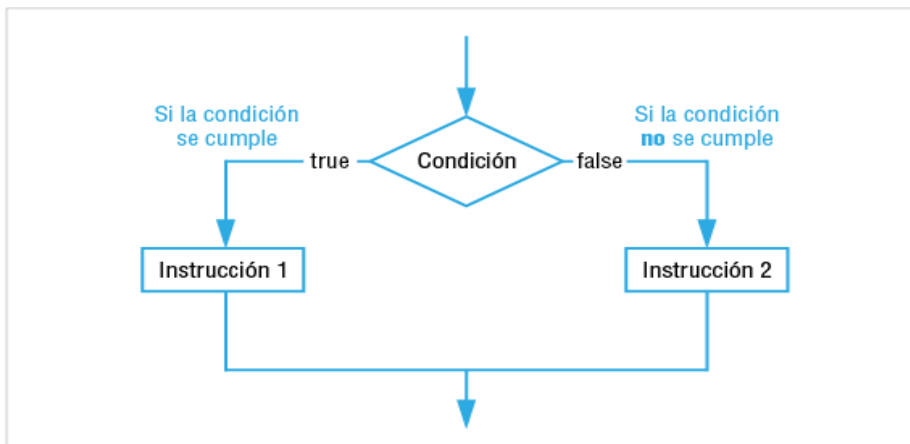 Si la condición
se cumple
Si la condición
no se cumple
true
Condición
false
Instrucción 1
Instrucción 2